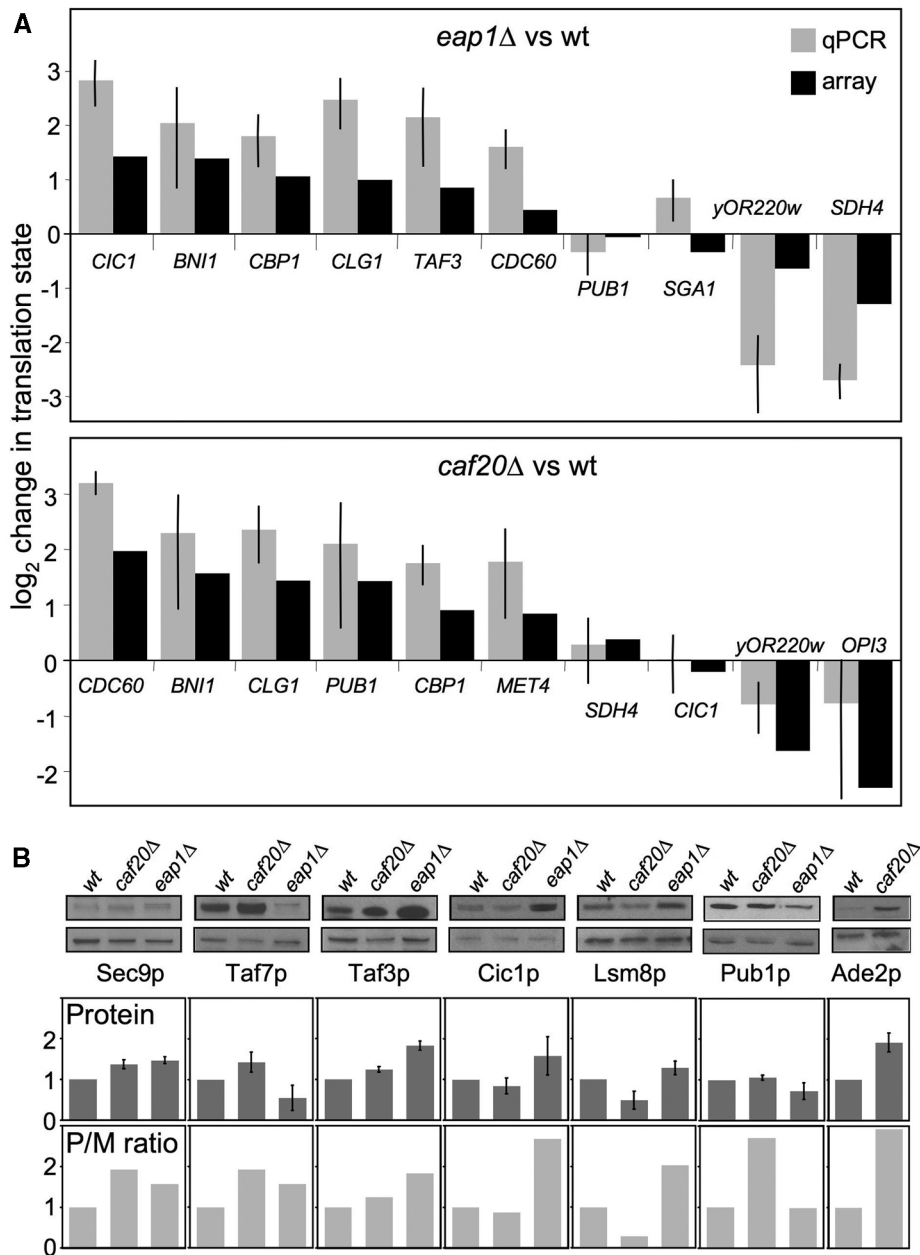 A
eap1Δ vs wt
qPCR
array
log2 change in translation state
3
2
1
0
-1
-2
-3
CIC1 BNI1 CBP1 CLG1 TAF3 CDC60 PUB1 SGA1 yOR220w SDH4
caf20Δ vs wt
3
2
1
0
-1
-2
CDC60 BNI1 CLG1 PUB1 CBP1 MET4 SDH4 CIC1 yOR220w OPI3
B
wt caf20Δ eap1Δ wt caf20Δ eap1Δ wt caf20Δ eap1Δ wt caf20Δ eap1Δ wt caf20Δ eap1Δ wt caf20Δ eap1Δ wt caf20Δ
Sec9p Taf7p Taf3p Cic1p Lsm8p Pub1p Ade2p
Protein
2
1
0
P/M ratio
2
1
0